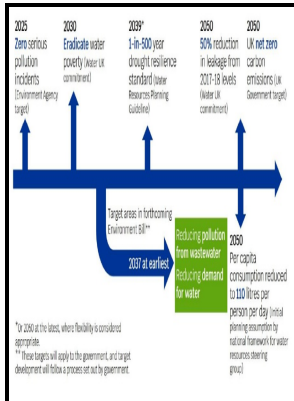 2025
Zero serious
pollution
incidents
(Environment Agency
target)
2030
Eradicate water
poverty (Water UK
commitment)
2039*
1-in-500 year
drought resilience
standard (Water
Resources Planning
Guideline)
2050
50% reduction
in leakage from
2017-18 levels
(Water UK
commitment)
2050
UK net zero
carbon
emissions (UK
Government target)
Target areas in forthcoming
Environment Bill**
2037 at earliest
Reducing pollution
from wastewater
Reducing demand
for water
2050
Per capita
consumption reduced
to 110 litres per
person per day (Initial
planning assumption by
national framework for water
resources steering
group)
*Or 2050 at the latest, where flexibility is considered
appropriate.
** These targets will apply to the government, and target
development will follow a process set out by government.